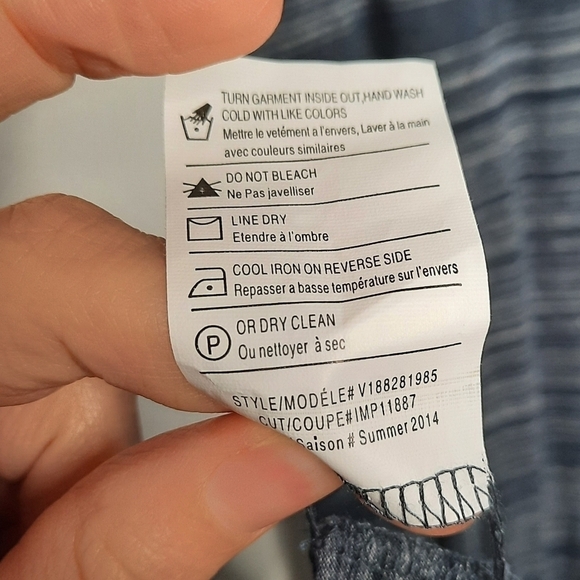 TURN GARMENT INSIDE OUT,HAND WASH
COLD WITH LIKE COLORS
Mettre le vetément a l'envers, Laver à la main
avec couleurs similaires
DO NOT BLEACH
Ne Pas javelliser
LINE DRY
Etendre à l'ombre
COOL IRON ON REVERSE SIDE
Repasser a basse température sur l'envers
P
OR DRY CLEAN
Ou nettoyer à sec
STYLE/MODÉLE# V188281985
CUT/COUPE# IMP11887
Saison # Summer 2014